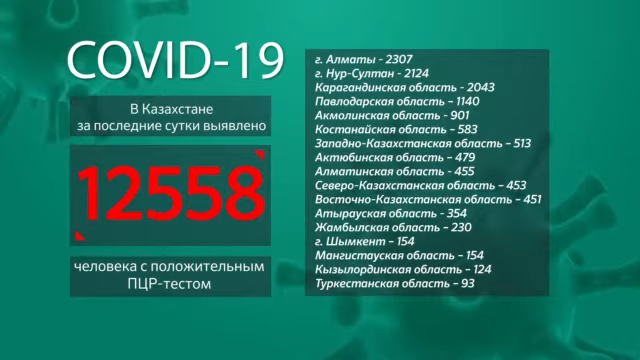 COVID-19
В Казахстане
за последние сутки выявлено
12558
человека с положительным
ПЦР-тестом
г. Алматы - 2307
г. Нур-Султан - 2124
Карагандинская область - 2043
Павлодарская область – 1140
Акмолинская область - 901
Костанайская область – 583
Западно-Казахстанская область – 513
Актюбинская область – 479
Алматинская область - 455
Северо-Казахстанская область – 453
Восточно-Казахстанская область – 451
Атырауская область - 354
Жамбылская область – 230
г. Шымкент – 154
Мангистауская область – 154
Кызылординская область – 124
Туркестанская область – 93